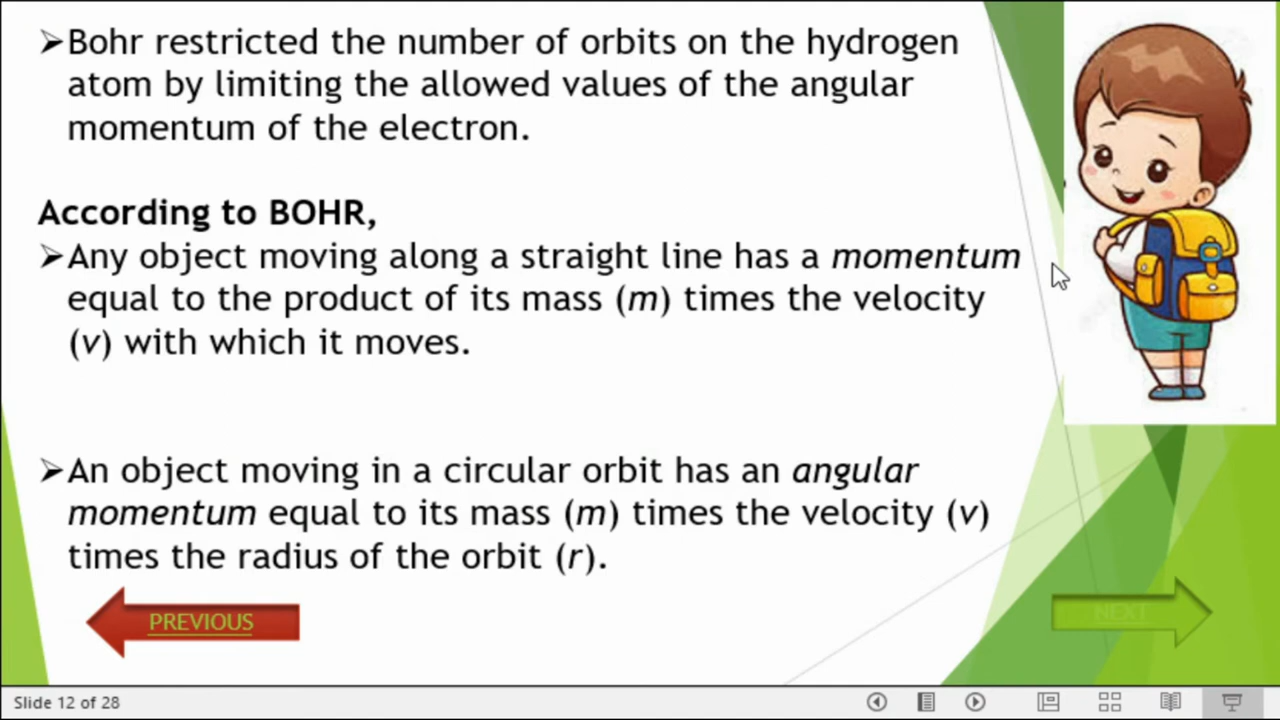 ➢Bohr restricted the number of orbits on the hydrogen
atom by limiting the allowed values of the angular
momentum of the electron.
According to BOHR,
➢Any object moving along a straight line has a momentum
equal to the product of its mass (m) times the velocity
(v) with which it moves.
➢An object moving in a circular orbit has an angular
momentum equal to its mass (m) times the velocity (v)
times the radius of the orbit (r).
PREVIOUS
NEXT
Slide 12 of 28